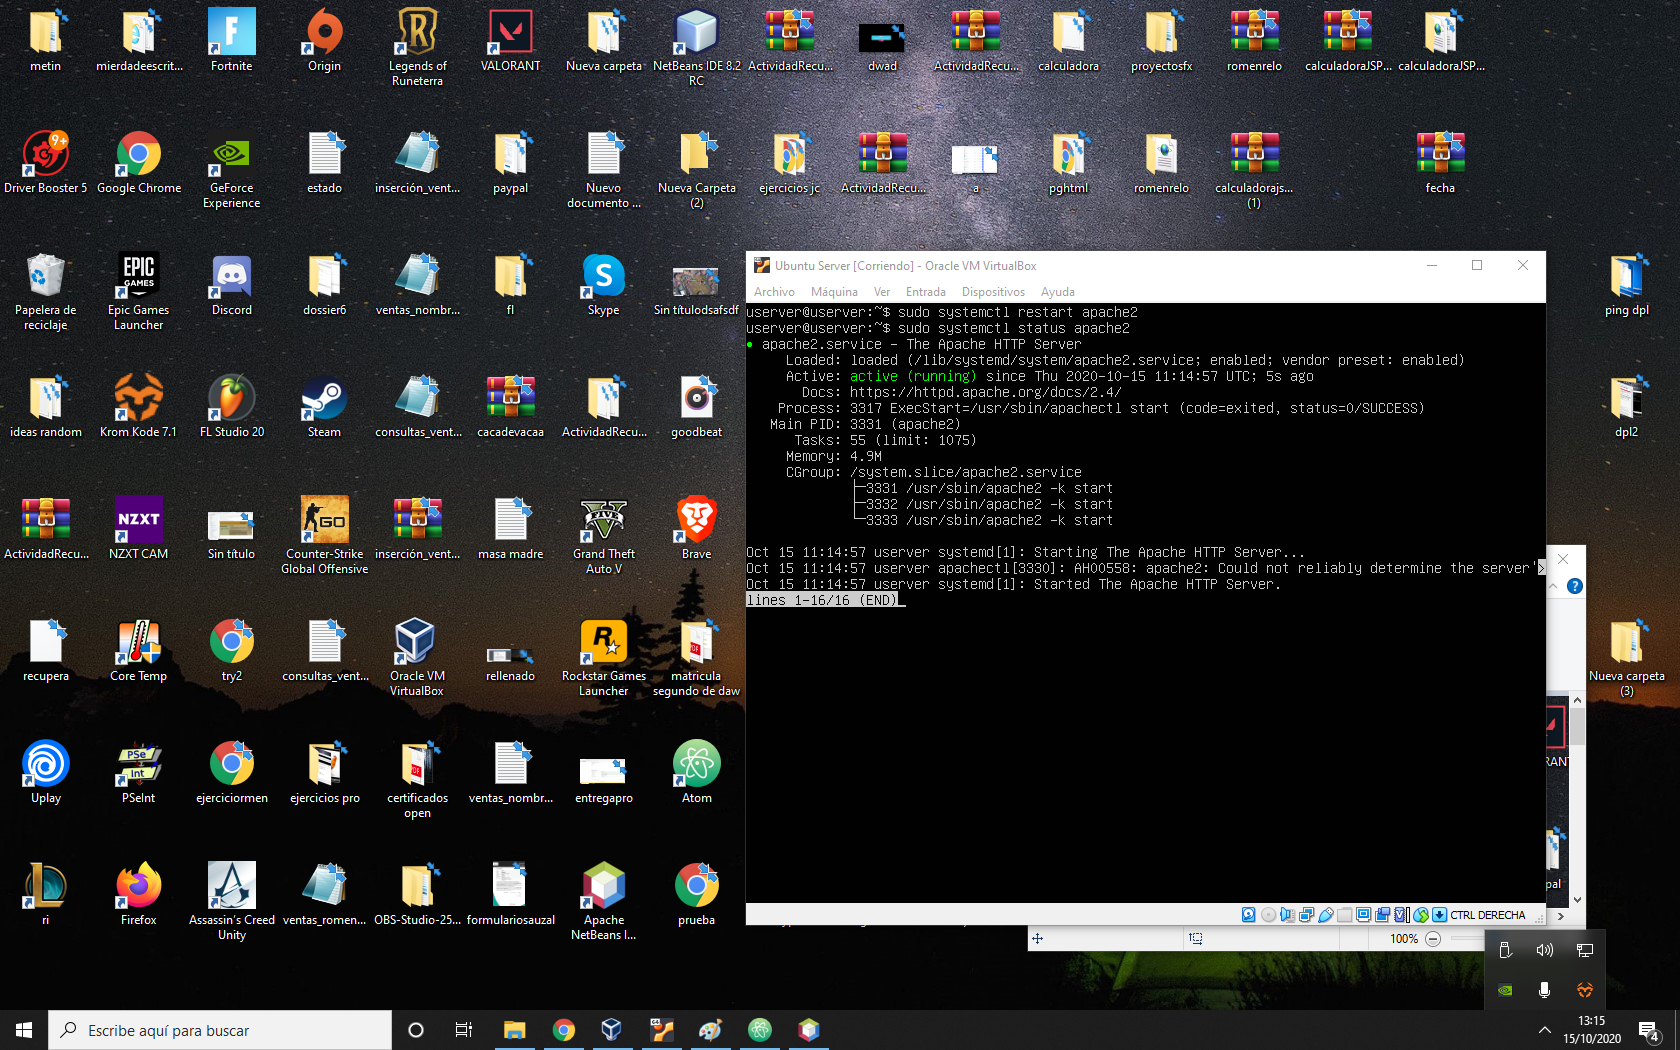 metin
mierdadeescrit...
Fortnite
Origin
Legends of
Runeterra
VALORANT
Nueva carpeta
NetBeans IDE 8.2
RC
ActividadRecu...
dwad
ActividadRecu...
calculadora
proyectosfx
romenrelo
calculadoraJSP...
calculadoraJSP...
9+
Driver Booster 5
Google Chrome
GeForce
Experience
estado
inserción_vent...
paypal
Nuevo
documento ...
Nueva Carpeta
(2)
ejercicios jc
ActividadRecu...
a
pghtml
romenrelo
calculadorajs...
(1)
fecha
EPIC
GAMES
Papelera de
reciclaje
Epic Games
Launcher
Discord
dossier6
ventas_nombr...
fl
Skype
Sin títulodsafsdf
ping dpl
ideas random
Krom Kode 7.1
FL Studio 20
Steam
consultas_vent...
cacadevacaa
ActividadRecu...
goodbeat
dpl2
NZXT
GO
FIVE
ActividadRecu...
NZXT CAM
Sin título
Counter-Strike
Global Offensive
inserción_vent...
masa madre
Grand Theft
Auto V
Brave
recupera
Core Temp
try2
consultas_vent...
Oracle VM
VirtualBox
rellenado
Rockstar Games
Launcher
matricula
segundo de daw
Nueva carpeta
(3)
PSe
Int
Uplay
PSeInt
ejerciciormen
ejercicios pro
certificados
open
ventas_nombr...
entregapro
Atom
ri
Firefox
Assassin's Creed
Unity
ventas_romen...
OBS-Studio-25...
formulariosauzal
Apache
NetBeans I...
prueba
Ubuntu Server [Corriendo] - Oracle VM VirtualBox
Archivo Máquina Ver Entrada Dispositivos Ayuda
userver@userver:~$ sudo systemctl restart apache2
userver@userver:~$ sudo systemctl status apache2
● apache2.service - The Apache HTTP Server
Loaded: loaded (/lib/systemd/system/apache2.service; enabled; vendor preset: enabled)
Active: active (running) since Thu 2020-10-15 11:14:57 UTC; 5s ago
Docs: https://httpd.apache.org/docs/2.4/
Process: 3317 ExecStart=/usr/sbin/apachectl start (code=exited, status=0/SUCCESS)
Main PID: 3331 (apache2)
Tasks: 55 (limit: 1075)
Memory: 4.9M
CGroup: /system.slice/apache2.service
├─3331 /usr/sbin/apache2 -k start
├─3332 /usr/sbin/apache2 -k start
└─3333 /usr/sbin/apache2 -k start
Oct 15 11:14:57 userver systemd[1]: Starting The Apache HTTP Server...
Oct 15 11:14:57 userver apachectl[3330]: AH00558: apache2: Could not reliably determine the server'>
Oct 15 11:14:57 userver systemd[1]: Started The Apache HTTP Server.
lines 1-16/16 (END)
CTRL DERECHA
RANT
pal
100%
Escribe aquí para buscar
13:15
15/10/2020
4